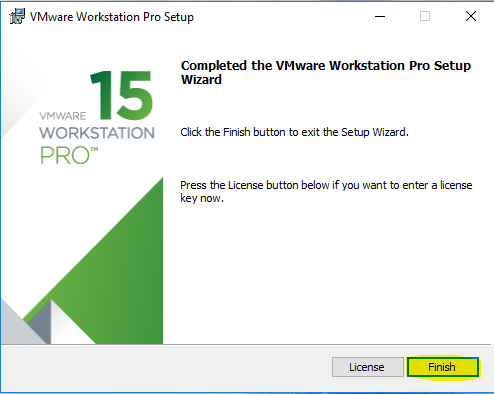 VMware Workstation Pro Setup
Completed the VMware Workstation Pro Setup
Wizard
VMWARE 15
WORKSTATION
PRO™
Click the Finish button to exit the Setup Wizard.
Press the License button below if you want to enter a license
key now.
License
Finish